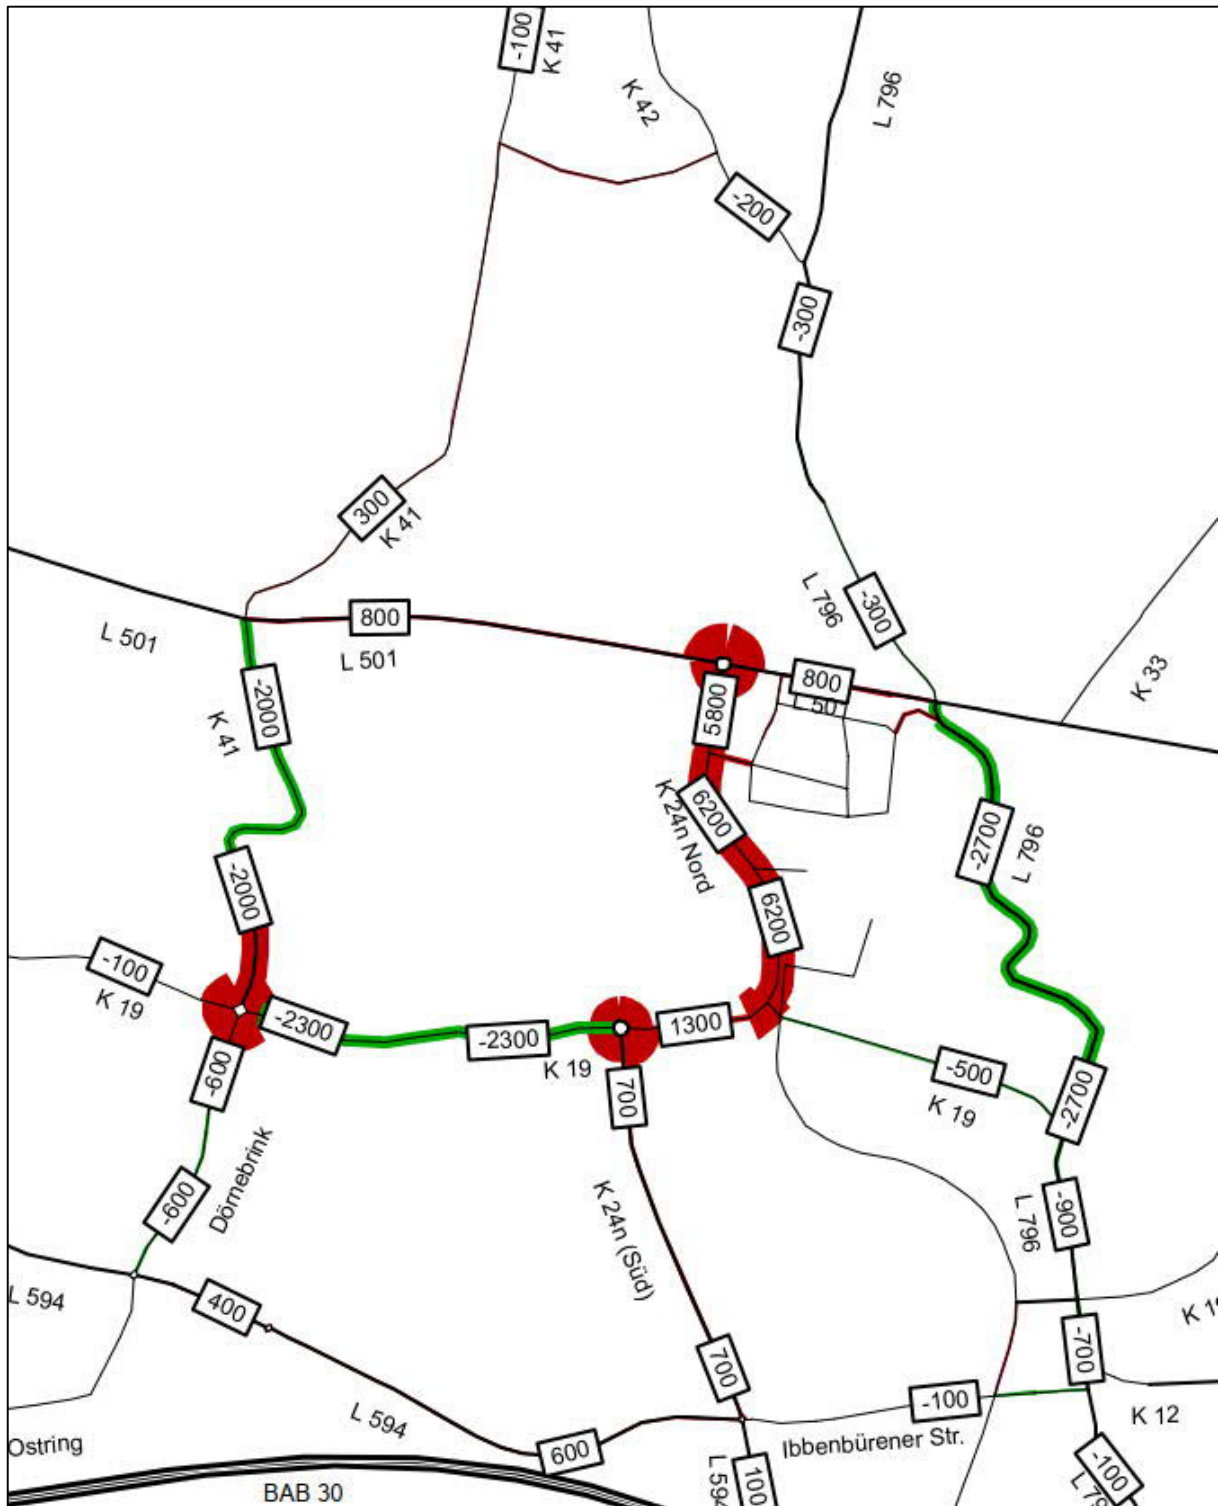 -100
K 41
K 42
L 796
-200
-300
300
K 41
L 501
800
L 501
-300
L 796
K 33
800
L 50
5800
-2000
K 41
6200
K 24n Nord
-2700
L 796
-2000
6200
-100
K 19
-2300
-2300
K 19
1300
-500
K 19
-2700
-600
700
Dörnebrink
-600
K 24n (Süd)
-900
L 796
L 594
400
700
-700
-100
K 12
L 594
Ibbenbürener Str.
Ostring
600
L 594
100
-100
BAB 30